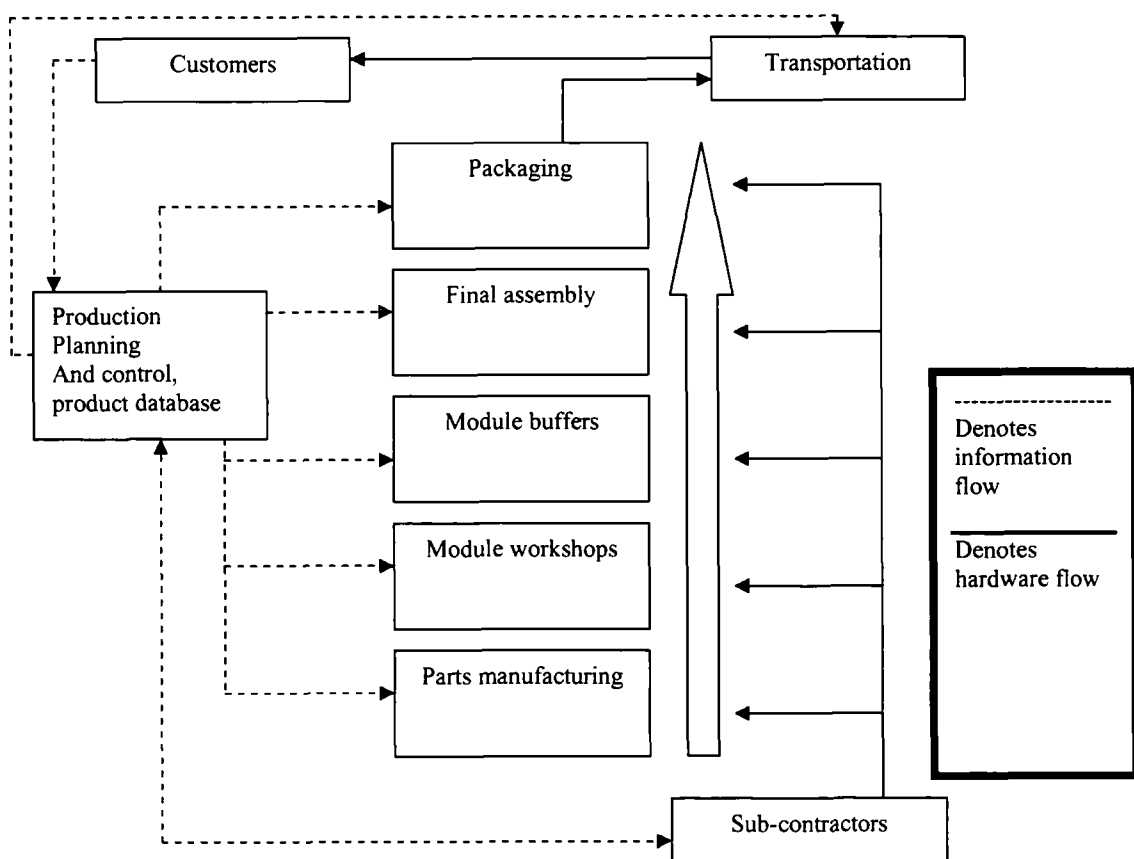 Customers
Transportation
Packaging
Final assembly
Production
Planning
And control,
product database
Module buffers
Module workshops
Parts manufacturing
Sub-contractors
Denotes
information
flow
Denotes
hardware flow